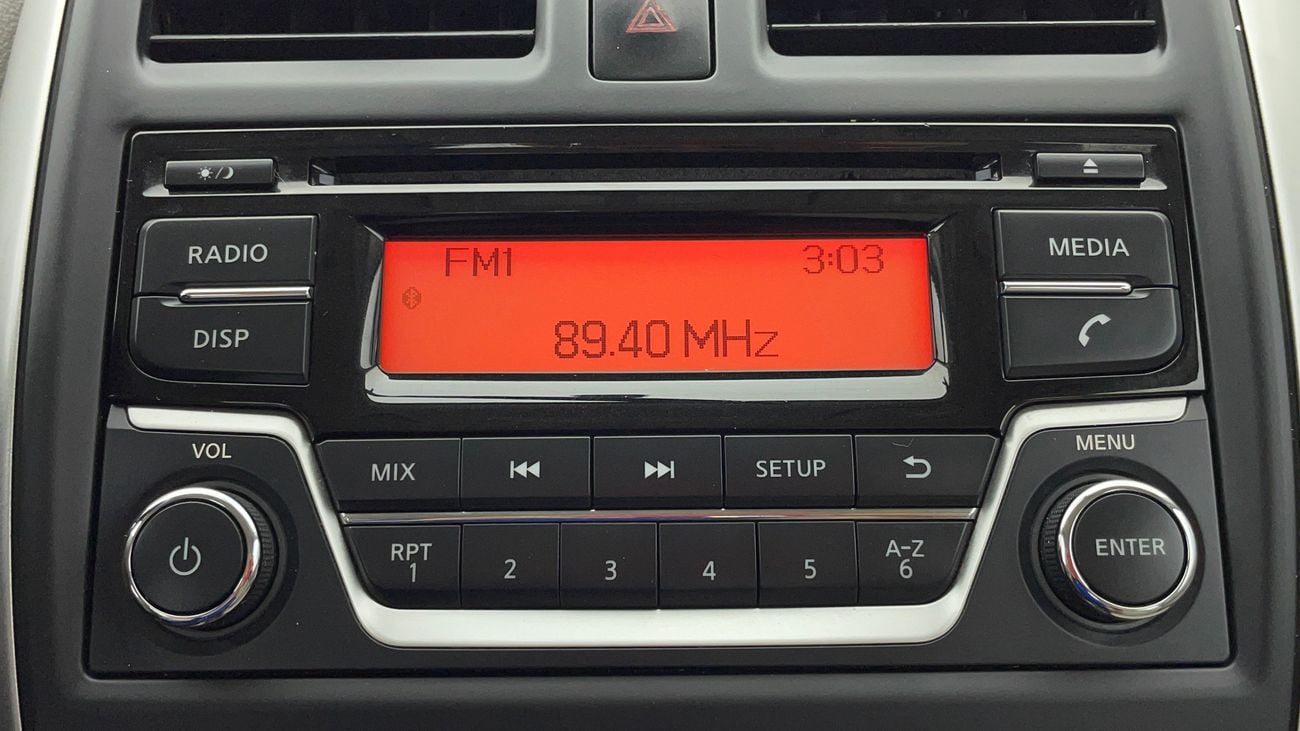 RADIO
DISP
FM1 3:03
89.40 MHz
MEDIA
VOL
MENU
MIX
SETUP
RPT
1
2
3
4
5
A-Z
6
ENTER